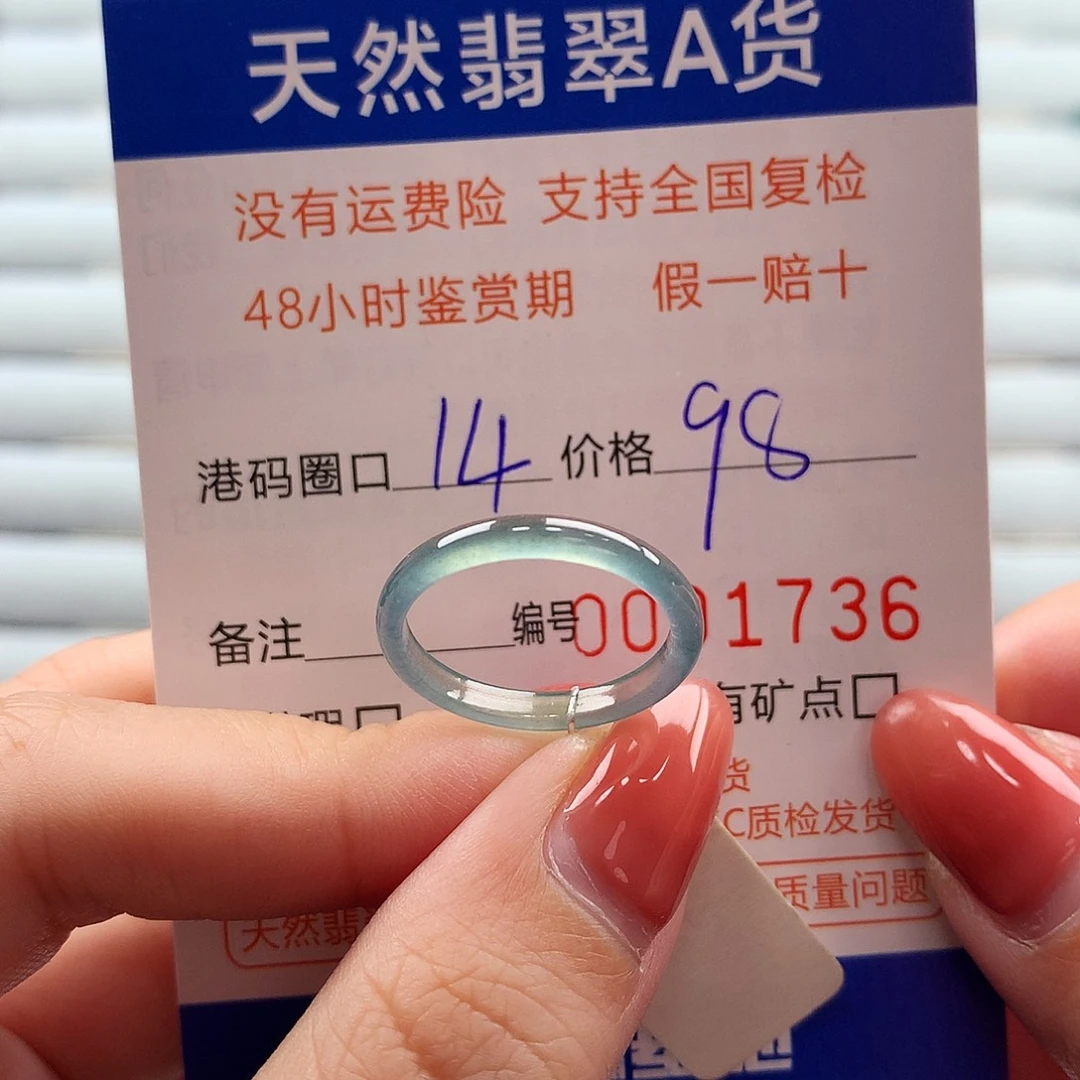 天然翡翠A货
没有运费险 支持全国复检
48小时鉴赏期 假一赔十
港码圈口 14 价格 98
备注 编号 0001736
有矿点□
货
C质检发货
天然翡 质量问题